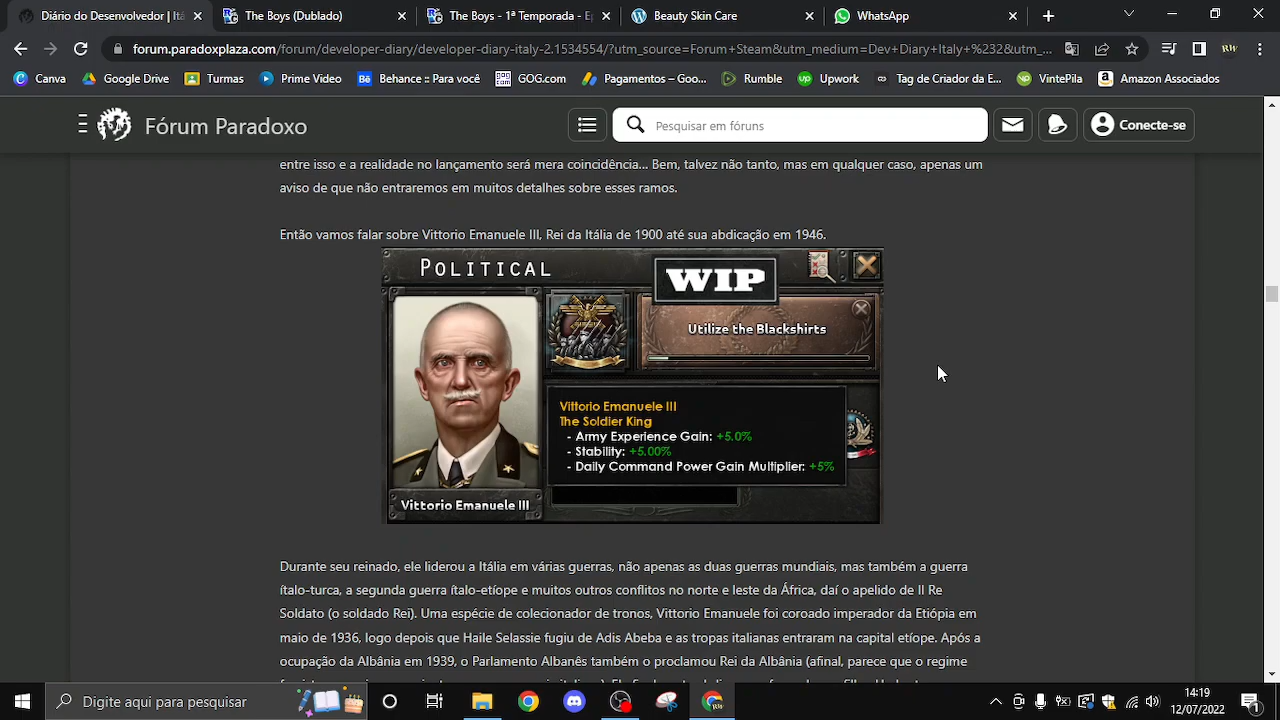 Diário do Desenvolvedor | Itá
Paradox Boys (Dublado)
The Boys - 1ª Temporada - Ep
Beauty Skin Care
WhatsApp
forum.paradoxplaza.com/forum/developer-diary/developer-diary-italy-2.1534554/?utm_source=Forum+Steam&utm_medium=Dev+Diary+Italy+%232&utm_...
Canva
Google Drive
Turmas
Prime Video
Behance :: Para você
GOG.com
Pagamentos – Goo...
Rumble
Upwork
Tag de Criador da E...
VintePila
Amazon Associados
Fórum Paradoxo
Pesquisar em fóruns
Conecte-se
entre isso e a realidade no lançamento será mera coincidência... Bem, talvez não tanto, mas em qualquer caso, apenas um
aviso de que não entraremos em muitos detalhes sobre esses ramos.
Então vamos falar sobre Vittorio Emanuele III, Rei da Itália de 1900 até sua abdicação em 1946.
POLITICAL
WIP
Utilize the Blackshirts
Vittorio Emanuele III
The Soldier King
- Army Experience Gain: +5.0%
- Stability: +5.00%
- Daily Command Power Gain Multiplier: +5%
Vittorio Emanuele III
Durante seu reinado, ele liderou a Itália em várias guerras, não apenas as duas guerras mundiais, mas também a guerra
ítalo-turca, a segunda guerra ítalo-etíope e muitos outros conflitos no norte e leste da África, daí o apelido de Il Re
Soldato (o soldado Rei). Uma espécie de colecionador de tronos, Vittorio Emanuele foi coroado imperador da Etiópia em
maio de 1936, logo depois que Haile Selassie fugiu de Adis Abeba e as tropas italianas entraram na capital etíope. Após a
ocupação da Albânia em 1939, o Parlamento Albanês também o proclamou Rei da Albânia (afinal, parece que o regime
Digite aqui para pesquisar
14:19
12/07/2022